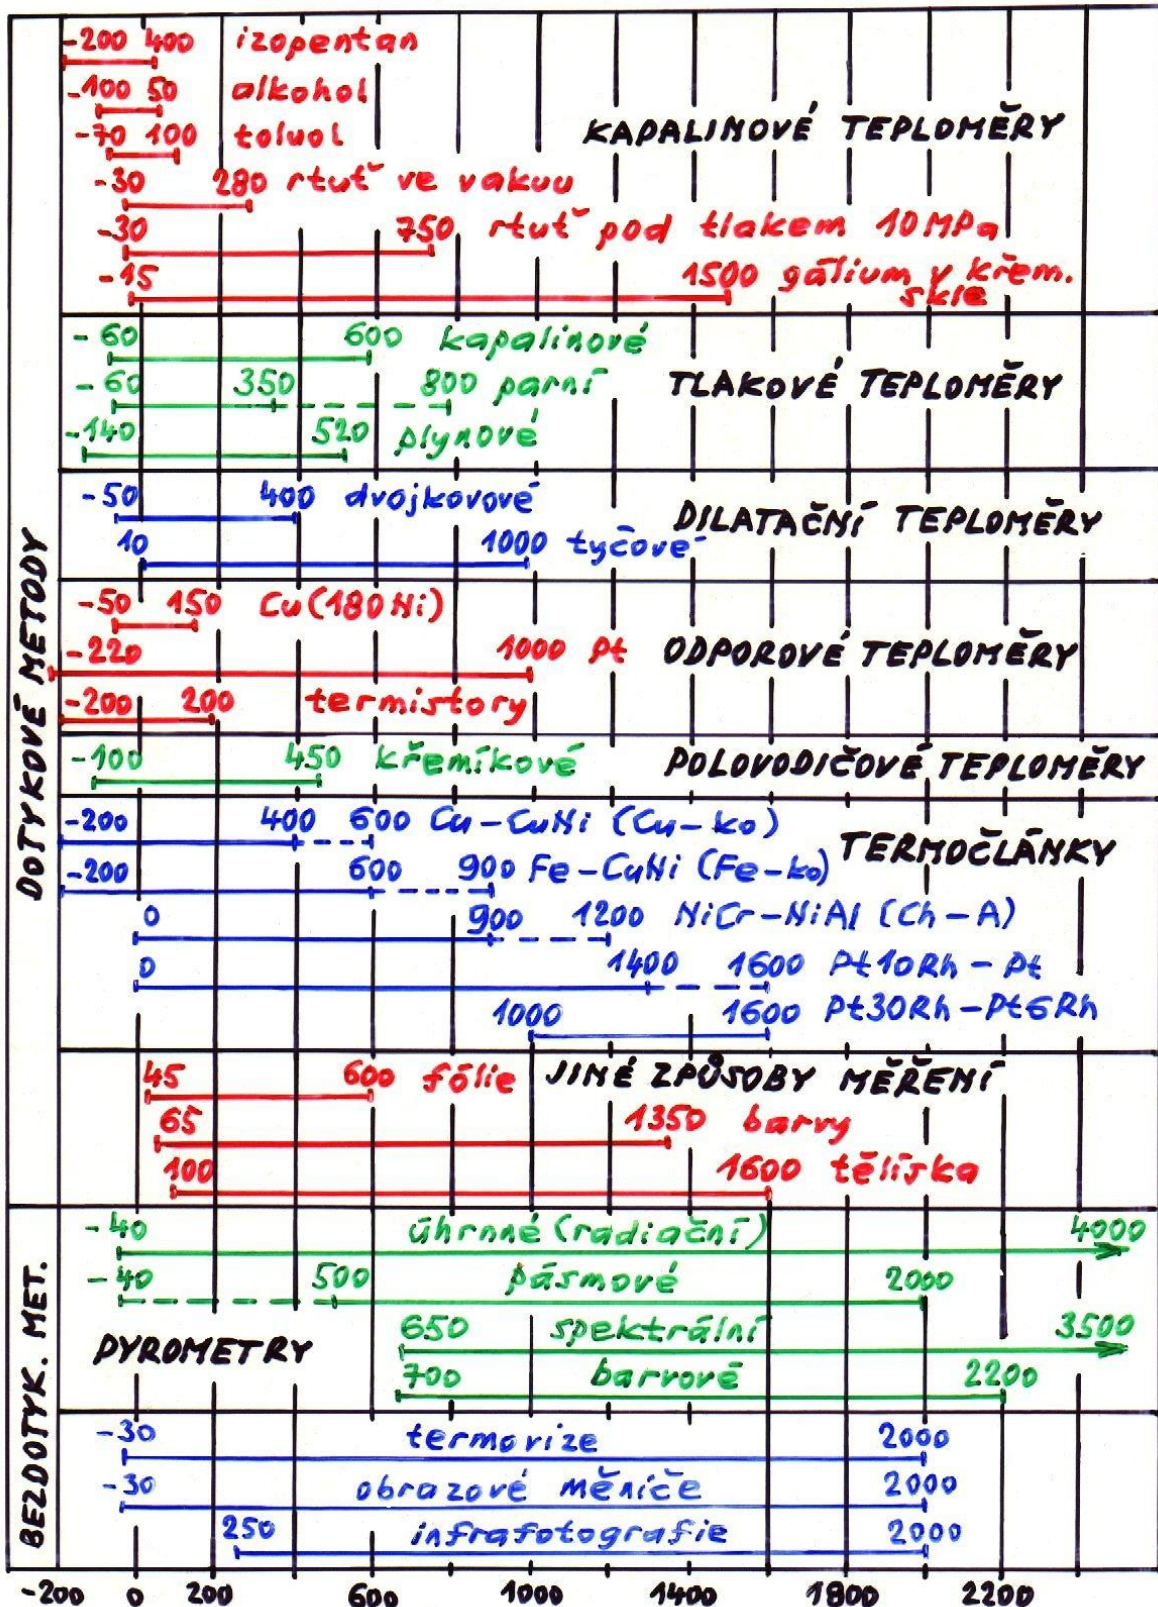 -200 400 izopentan
-100 50 alkohol
-70 100 toluol
KAPALINOVÉ TEPLOMĚRY
-30 280 rtuť ve vakuu
-30 750 rtuť pod tlakem 10MPa
-15 1500 gálium v křem.
skle
-60 600 kapalinové
-60 350 800 parní
TLAKOVÉ TEPLOMĚRY
-140 520 plynové
-50 400 dvojkovové
DILATAČNÍ TEPLOMĚRY
10 1000 tyčové
-50 150 Cu(180Ni)
-220 1000 Pt
ODPOROVÉ TEPLOMĚRY
-200 200 termistory
-100 450 křemíkové
POLOVODIČOVÉ TEPLOMĚRY
-200 400 600 Cu-CuNi (Cu-ko)
TERMOČLÁNKY
-200 600 900 Fe-CuNi (Fe-ko)
0 900 1200 NiCr-NiAl (Ch-A)
0 1400 1600 Pt10Rh-Pt
1000 1600 Pt30Rh-Pt6Rh
45 600 fólie
JINÉ ZPŮSOBY MĚŘENÍ
65 1350 barvy
100 1600 tělíska
DOTYKOVÉ METODY
-40 úhrnné (radiační) 4000
-40 500 pásmové 2000
650 spektrální 3500
PYROMETRY
700 barvové 2200
-30 termovize 2000
-30 obrazové měniče 2000
250 infrafotografie 2000
BEZDOTYK. MET.
-200 0 200 600 1000 1400 1800 2200